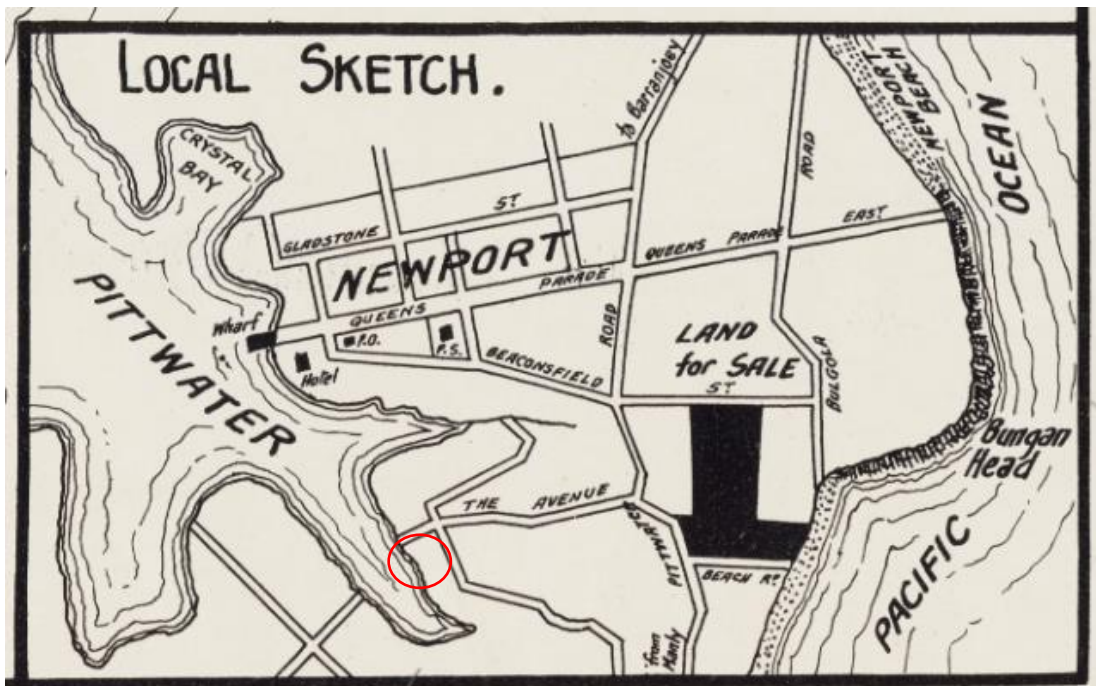 LOCAL SKETCH.
to Barranjoey
NEWPORT
BEACH
OCEAN
CRYSTAL
BAY
ROAD
ST
GLADSTONE
EAST
QUEENS PARADE
NEWPORT
PARADE
QUEENS
PITTWATER
Wharf
P.O.
P.S.
Hotel
BEACONSFIELD
ROAD
LAND
for SALE
ST
BULGOLA
Bungan
Head
THE AVENUE
PITTWATER
BEACH RD
PACIFIC
from
Manly